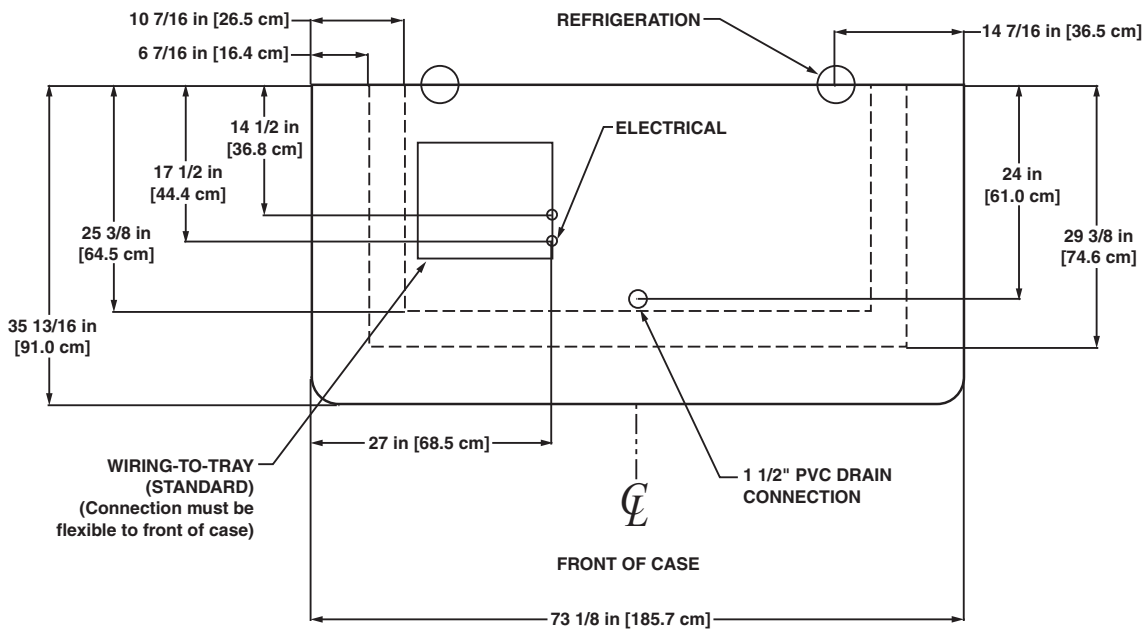 10 7/16 in [26.5 cm]
REFRIGERATION
14 7/16 in [36.5 cm]
6 7/16 in [16.4 cm]
14 1/2 in
[36.8 cm]
ELECTRICAL
17 1/2 in
[44.4 cm]
24 in
[61.0 cm]
25 3/8 in
[64.5 cm]
29 3/8 in
[74.6 cm]
35 13/16 in
[91.0 cm]
27 in [68.5 cm]
WIRING-TO-TRAY
(STANDARD)
(Connection must be
flexible to front of case)
1 1/2" PVC DRAIN
CONNECTION
CL
FRONT OF CASE
73 1/8 in [185.7 cm]